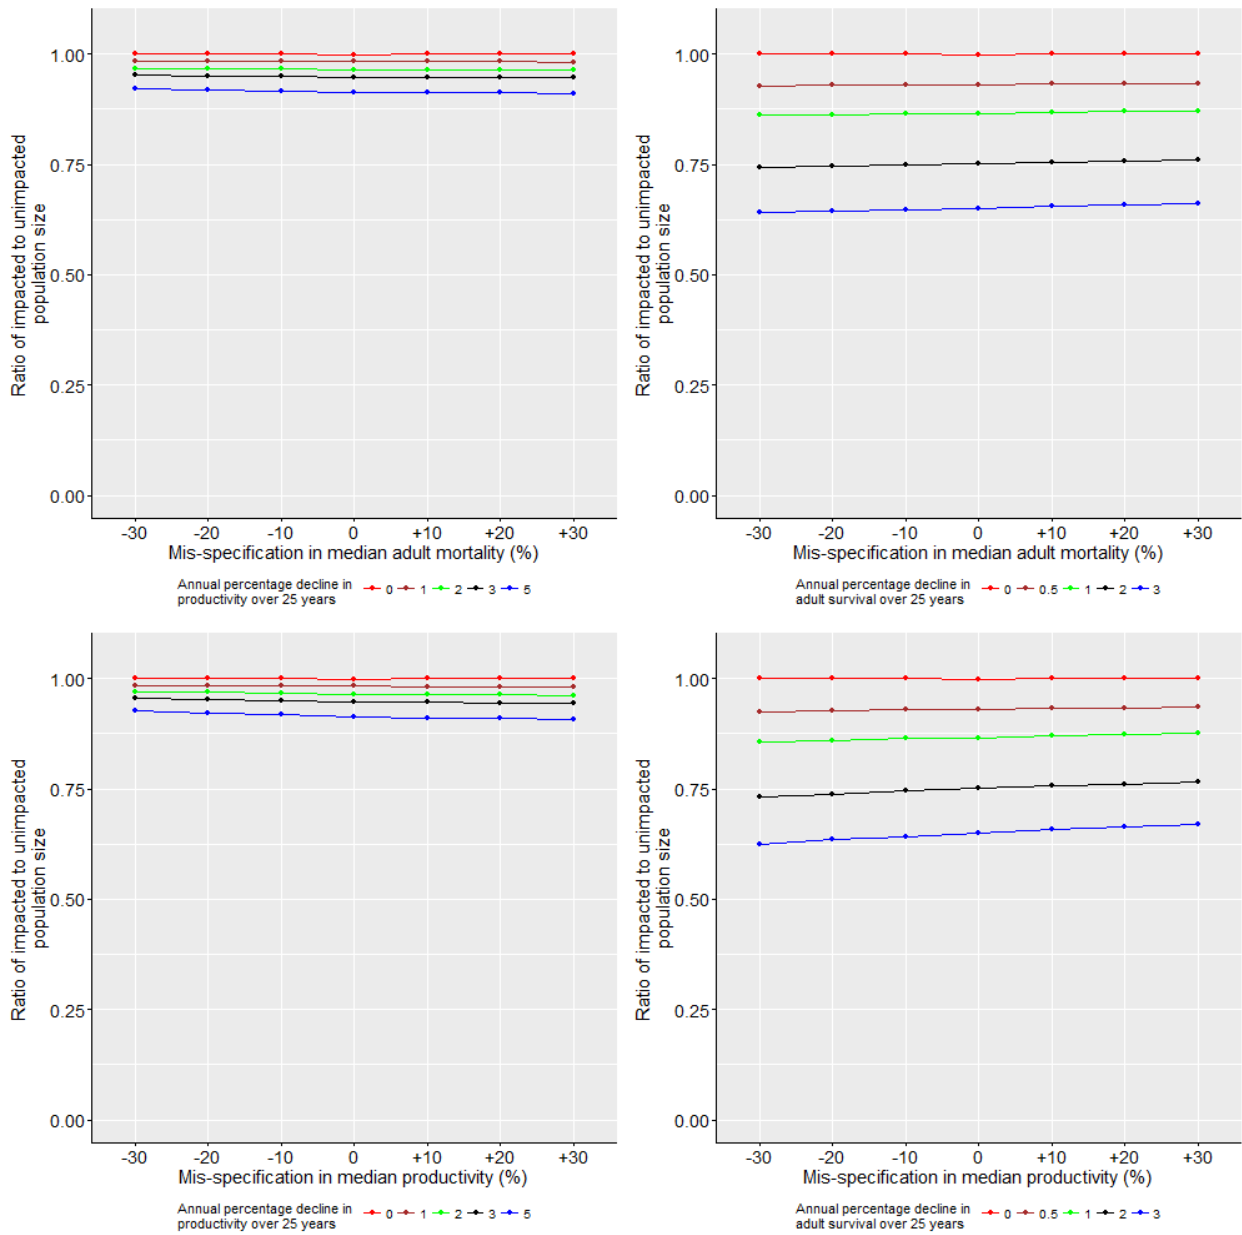 Ratio of impacted to unimpacted
population size
1.00
0.75
0.50
0.25
0.00
-30 -20 -10 0 +10 +20 +30
Mis-specification in median adult mortality (%)
Annual percentage decline in
productivity over 25 years
0 1 2 3 5
Ratio of impacted to unimpacted
population size
1.00
0.75
0.50
0.25
0.00
-30 -20 -10 0 +10 +20 +30
Mis-specification in median adult mortality (%)
Annual percentage decline in
adult survival over 25 years
0 0.5 1 2 3
Ratio of impacted to unimpacted
population size
1.00
0.75
0.50
0.25
0.00
-30 -20 -10 0 +10 +20 +30
Mis-specification in median productivity (%)
Annual percentage decline in
productivity over 25 years
0 1 2 3 5
Ratio of impacted to unimpacted
population size
1.00
0.75
0.50
0.25
0.00
-30 -20 -10 0 +10 +20 +30
Mis-specification in median productivity (%)
Annual percentage decline in
adult survival over 25 years
0 0.5 1 2 3